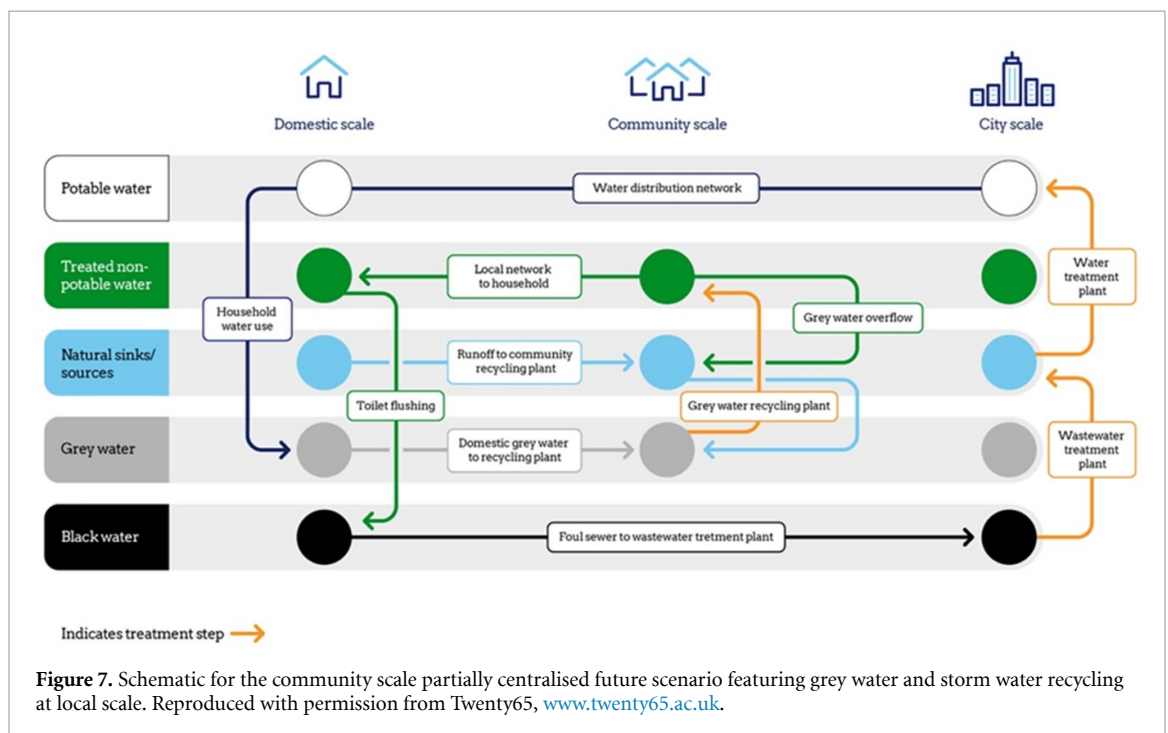 Domestic scale
Community scale
City scale
Potable water
Water distribution network
Treated non-
potable water
Local network
to household
Water
treatment
plant
Household
water use
Grey water overflow
Natural sinks/
sources
Runoff to community
recycling plant
Toilet flushing
Grey water recycling plant
Grey water
Domestic grey water
to recycling plant
Wastewater
treatment
plant
Black water
Foul sewer to wastewater tretment plant
Indicates treatment step
Figure 7. Schematic for the community scale partially centralised future scenario featuring grey water and storm water recycling
at local scale. Reproduced with permission from Twenty65, www.twenty65.ac.uk.